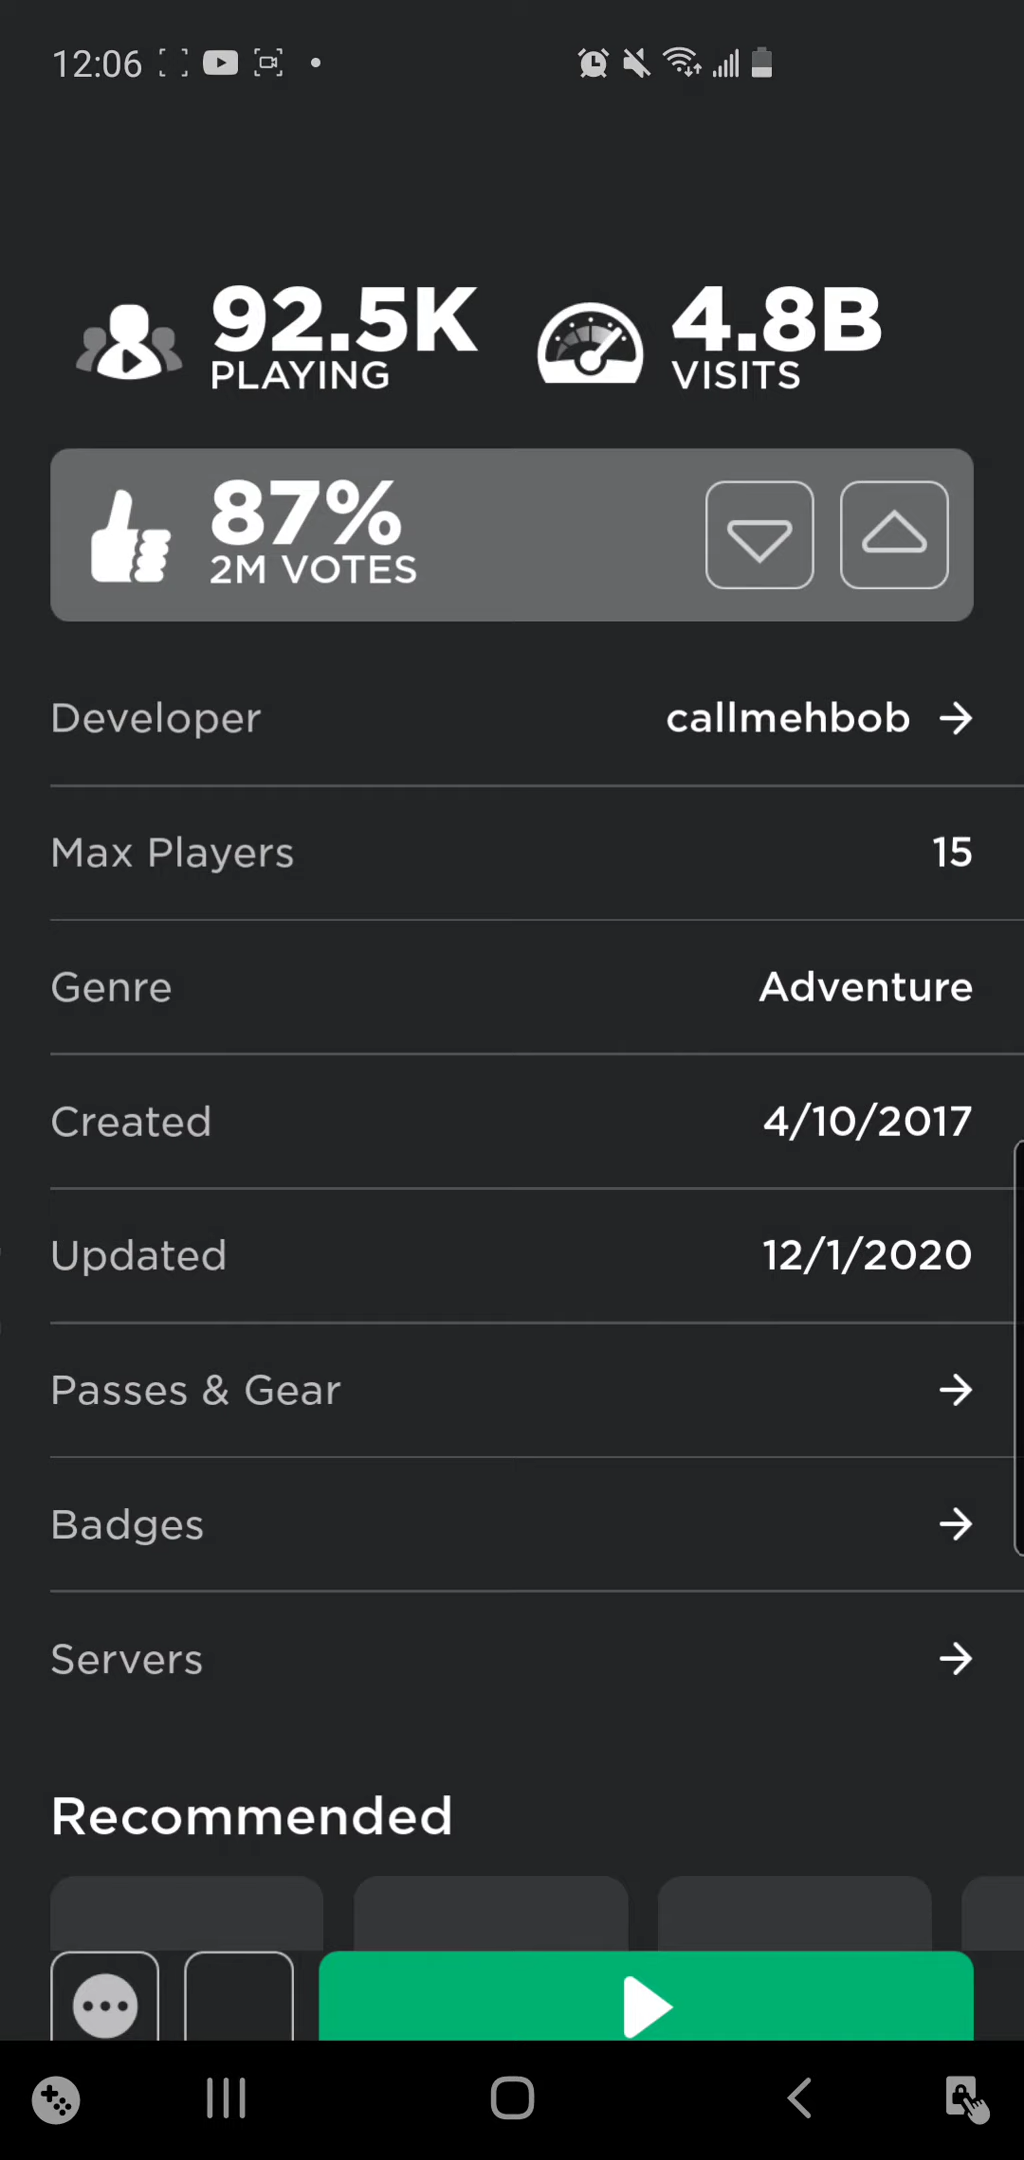 12:06
92.5K
PLAYING
4.8B
VISITS
87%
2M VOTES
Developer callmehbob
Max Players 15
Genre Adventure
Created 4/10/2017
Updated 12/1/2020
Passes & Gear
Badges
Servers
Recommended